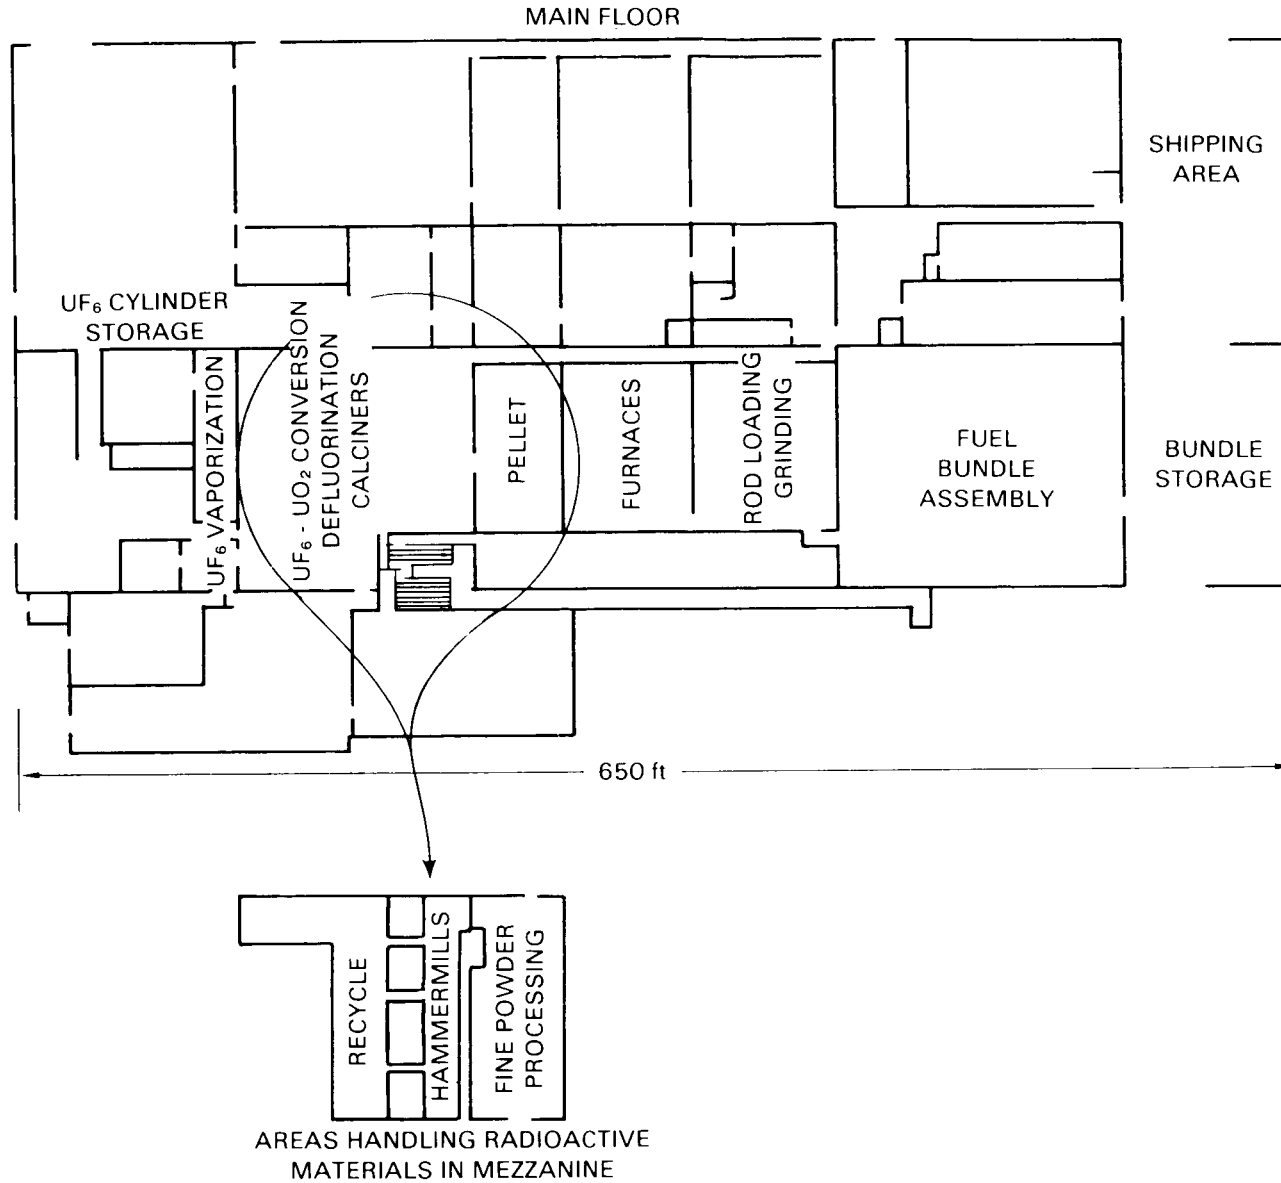 MAIN FLOOR
SHIPPING
AREA
UF₆ CYLINDER
STORAGE
UF₆ VAPORIZATION
UF₆ - UO₂ CONVERSION
DEFLUORINATION
CALCINERS
PELLET
FURNACES
ROD LOADING
GRINDING
FUEL
BUNDLE
ASSEMBLY
BUNDLE
STORAGE
650 ft
RECYCLE
HAMMERMILLS
FINE POWDER
PROCESSING
AREAS HANDLING RADIOACTIVE
MATERIALS IN MEZZANINE